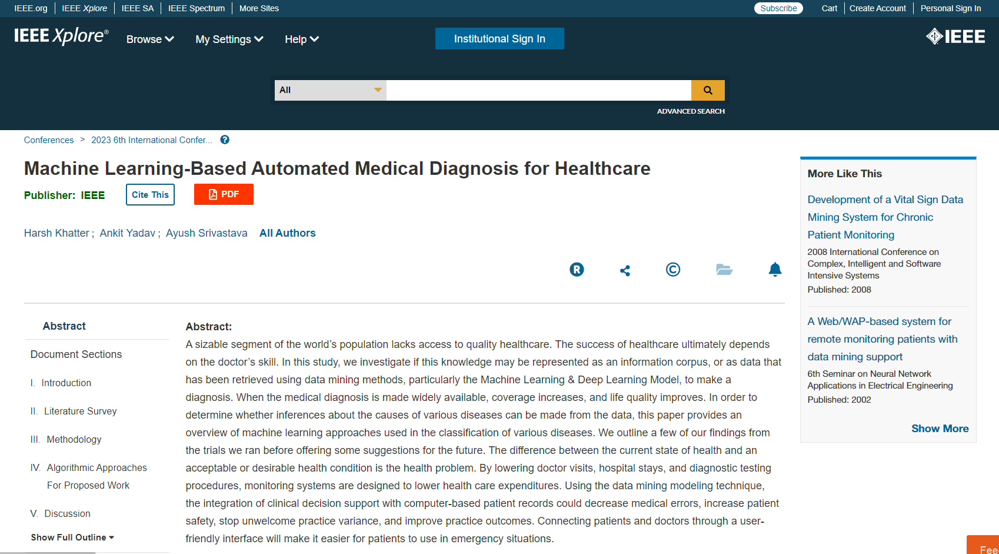 IEEE.org IEEE Xplore IEEE SA IEEE Spectrum More Sites Subscribe Cart Create Account Personal Sign In
IEEE Xplore® Browse My Settings Help Institutional Sign In IEEE
All
ADVANCED SEARCH
Conferences > 2023 6th International Confer... ?
Machine Learning-Based Automated Medical Diagnosis for Healthcare
Publisher: IEEE Cite This PDF
Harsh Khatter ; Ankit Yadav ; Ayush Srivastava All Authors
R ©
Abstract
Document Sections
I. Introduction
II. Literature Survey
III. Methodology
IV. Algorithmic Approaches
For Proposed Work
V. Discussion
Show Full Outline
Abstract:
A sizable segment of the world’s population lacks access to quality healthcare. The success of healthcare ultimately depends
on the doctor’s skill. In this study, we investigate if this knowledge may be represented as an information corpus, or as data that
has been retrieved using data mining methods, particularly the Machine Learning & Deep Learning Model, to make a
diagnosis. When the medical diagnosis is made widely available, coverage increases, and life quality improves. In order to
determine whether inferences about the causes of various diseases can be made from the data, this paper provides an
overview of machine learning approaches used in the classification of various diseases. We outline a few of our findings from
the trials we ran before offering some suggestions for the future. The difference between the current state of health and an
acceptable or desirable health condition is the health problem. By lowering doctor visits, hospital stays, and diagnostic testing
procedures, monitoring systems are designed to lower health care expenditures. Using the data mining modeling technique,
the integration of clinical decision support with computer-based patient records could decrease medical errors, increase patient
safety, stop unwelcome practice variance, and improve practice outcomes. Connecting patients and doctors through a user-
friendly interface will make it easier for patients to use in emergency situations.
More Like This
Development of a Vital Sign Data
Mining System for Chronic
Patient Monitoring
2008 International Conference on
Complex, Intelligent and Software
Intensive Systems
Published: 2008
A Web/WAP-based system for
remote monitoring patients with
data mining support
6th Seminar on Neural Network
Applications in Electrical Engineering
Published: 2002
Show More